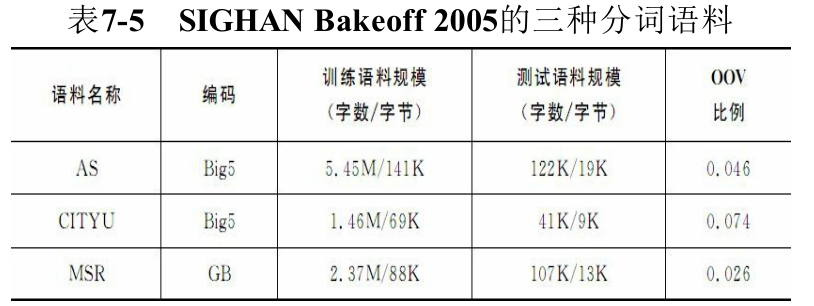 表7-5 SIGHAN Bakeoff 2005的三种分词语料
语料名称 编码 训练语料规模(字数/字节) 测试语料规模(字数/字节) OOV比例
AS Big5 5.45M/141K 122K/19K 0.046
CITYU Big5 1.46M/69K 41K/9K 0.074
MSR GB 2.37M/88K 107K/13K 0.026